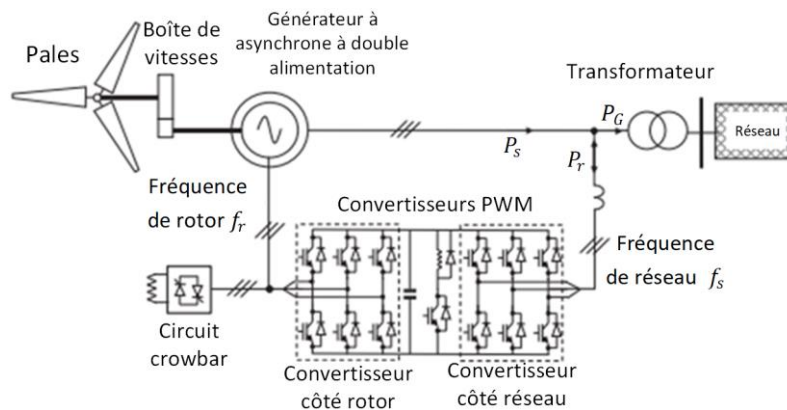 Pales
Boîte de
vitesses
Générateur à
asynchrone à double
alimentation
Transformateur
Réseau
P_s
P_G
P_r
Fréquence
de rotor f_r
Convertisseurs PWM
Fréquence
de réseau f_s
Circuit
crowbar
Convertisseur
côté rotor
Convertisseur
côté réseau